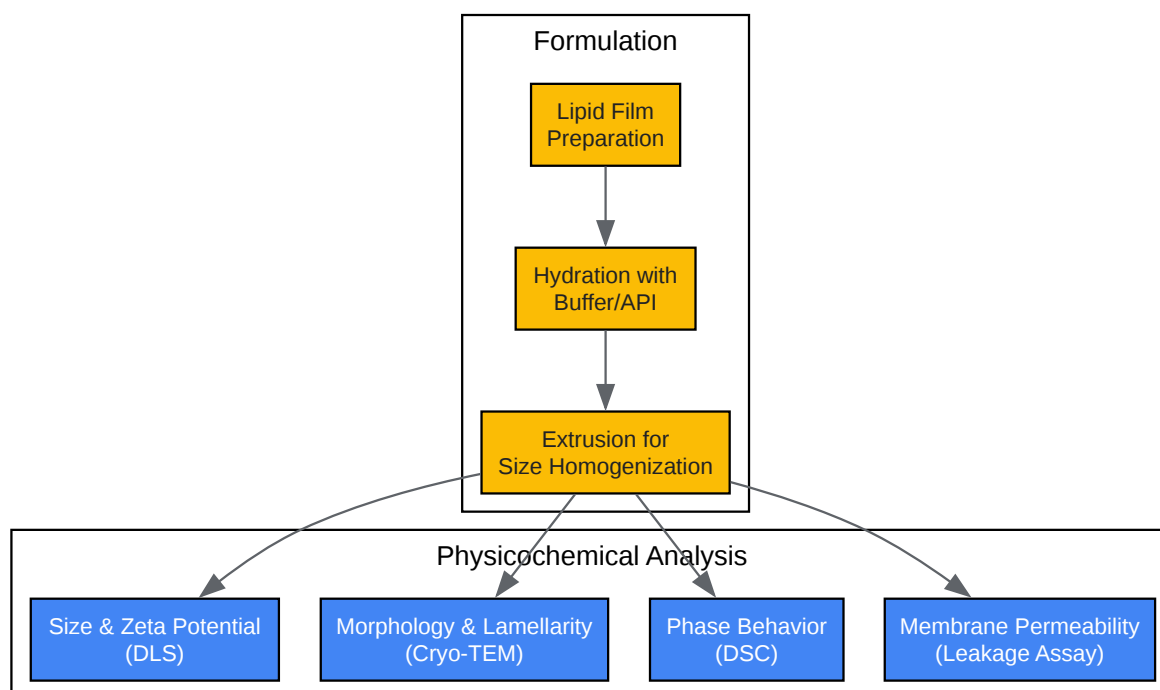 Formulation
Lipid Film
Preparation
Hydration with
Buffer/API
Extrusion for
Size Homogenization
Physicochemical Analysis
Size & Zeta Potential
(DLS)
Morphology & Lamellarity
(Cryo-TEM)
Phase Behavior
(DSC)
Membrane Permeability
(Leakage Assay)